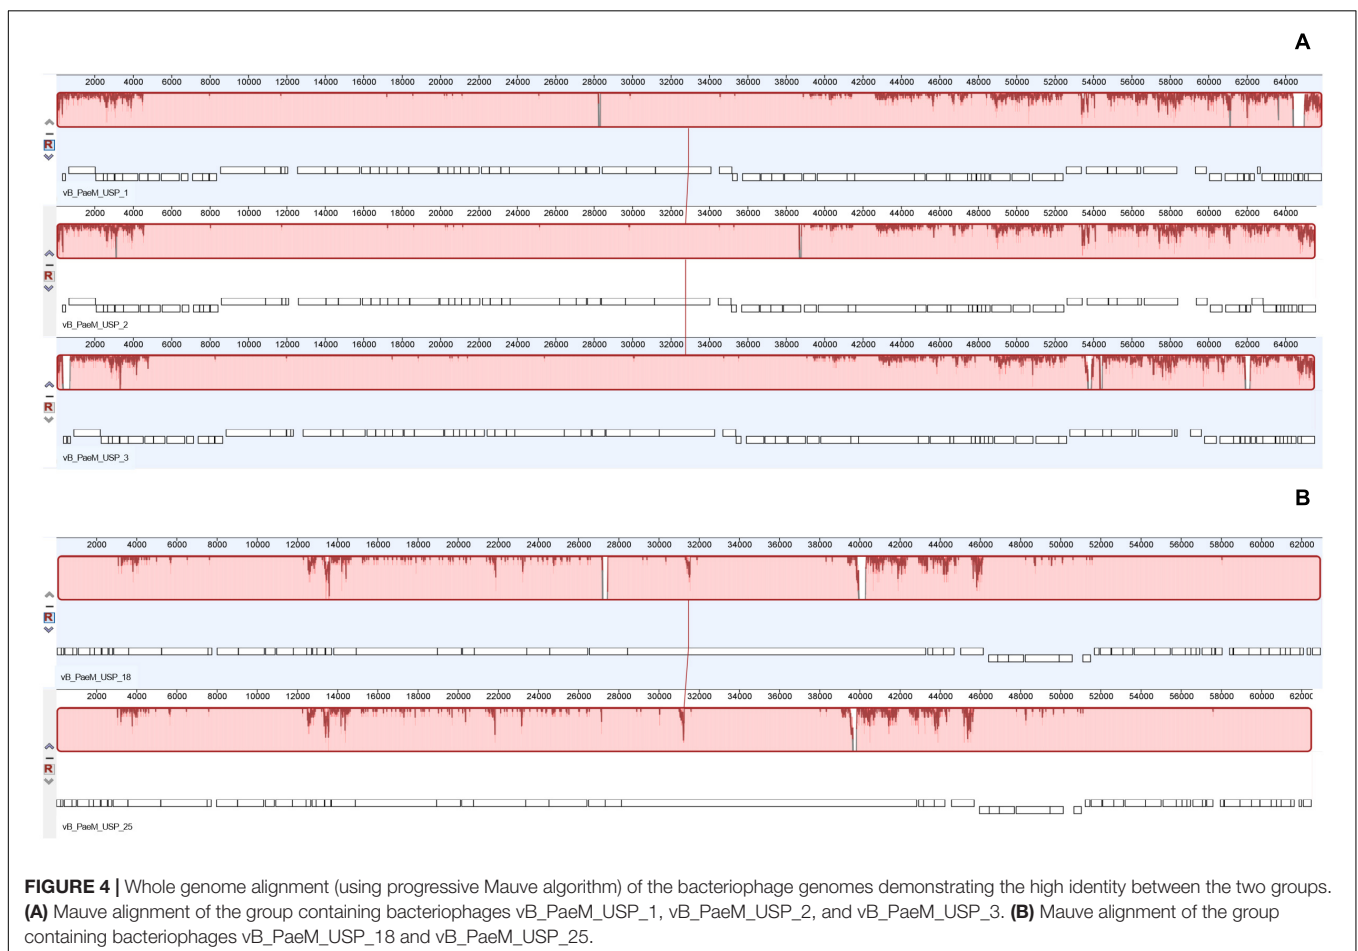 A
2000 4000 6000 8000 10000 12000 14000 16000 18000 20000 22000 24000 26000 28000 30000 32000 34000 36000 38000 40000 42000 44000 46000 48000 50000 52000 54000 56000 58000 60000 62000 64000
R
vB_PaeM_USP_1
2000 4000 6000 8000 10000 12000 14000 16000 18000 20000 22000 24000 26000 28000 30000 32000 34000 36000 38000 40000 42000 44000 46000 48000 50000 52000 54000 56000 58000 60000 62000 64000
R
vB_PaeM_USP_2
2000 4000 6000 8000 10000 12000 14000 16000 18000 20000 22000 24000 26000 28000 30000 32000 34000 36000 38000 40000 42000 44000 46000 48000 50000 52000 54000 56000 58000 60000 62000 64000
R
vB_PaeM_USP_3
B
2000 4000 6000 8000 10000 12000 14000 16000 18000 20000 22000 24000 26000 28000 30000 32000 34000 36000 38000 40000 42000 44000 46000 48000 50000 52000 54000 56000 58000 60000 62000
R
vB_PaeM_USP_18
2000 4000 6000 8000 10000 12000 14000 16000 18000 20000 22000 24000 26000 28000 30000 32000 34000 36000 38000 40000 42000 44000 46000 48000 50000 52000 54000 56000 58000 60000 62000
R
vB_PaeM_USP_25
FIGURE 4 | Whole genome alignment (using progressive Mauve algorithm) of the bacteriophage genomes demonstrating the high identity between the two groups.
(A) Mauve alignment of the group containing bacteriophages vB_PaeM_USP_1, vB_PaeM_USP_2, and vB_PaeM_USP_3. (B) Mauve alignment of the group
containing bacteriophages vB_PaeM_USP_18 and vB_PaeM_USP_25.